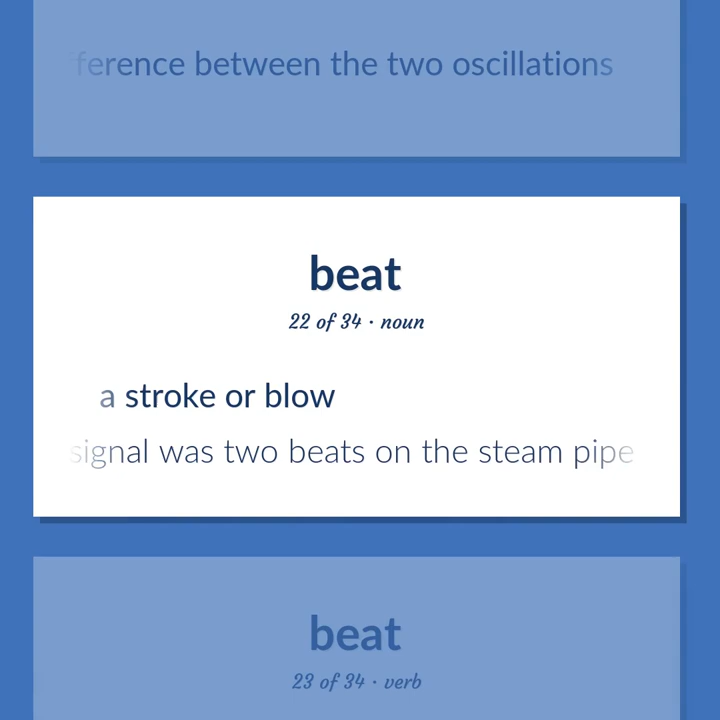 fference between the two oscillations
beat
22 of 34 · noun
a stroke or blow
signal was two beats on the steam pipe
beat
23 of 34 · verb